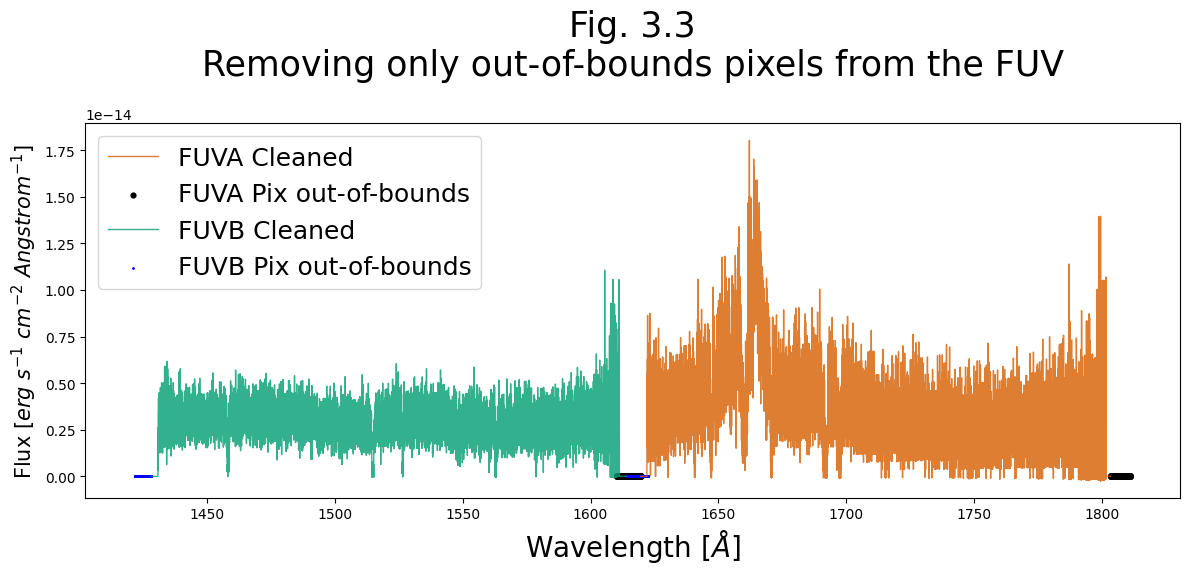 Fig. 3.3
Removing only out-of-bounds pixels from the FUV
1e−14
FUVA Cleaned
FUVA Pix out-of-bounds
FUVB Cleaned
FUVB Pix out-of-bounds
1.75
1.50
1.25
1.00
0.75
0.50
0.25
0.00
Flux [erg s⁻¹ cm⁻² Angstrom⁻¹]
1450 1500 1550 1600 1650 1700 1750 1800
Wavelength [Å]